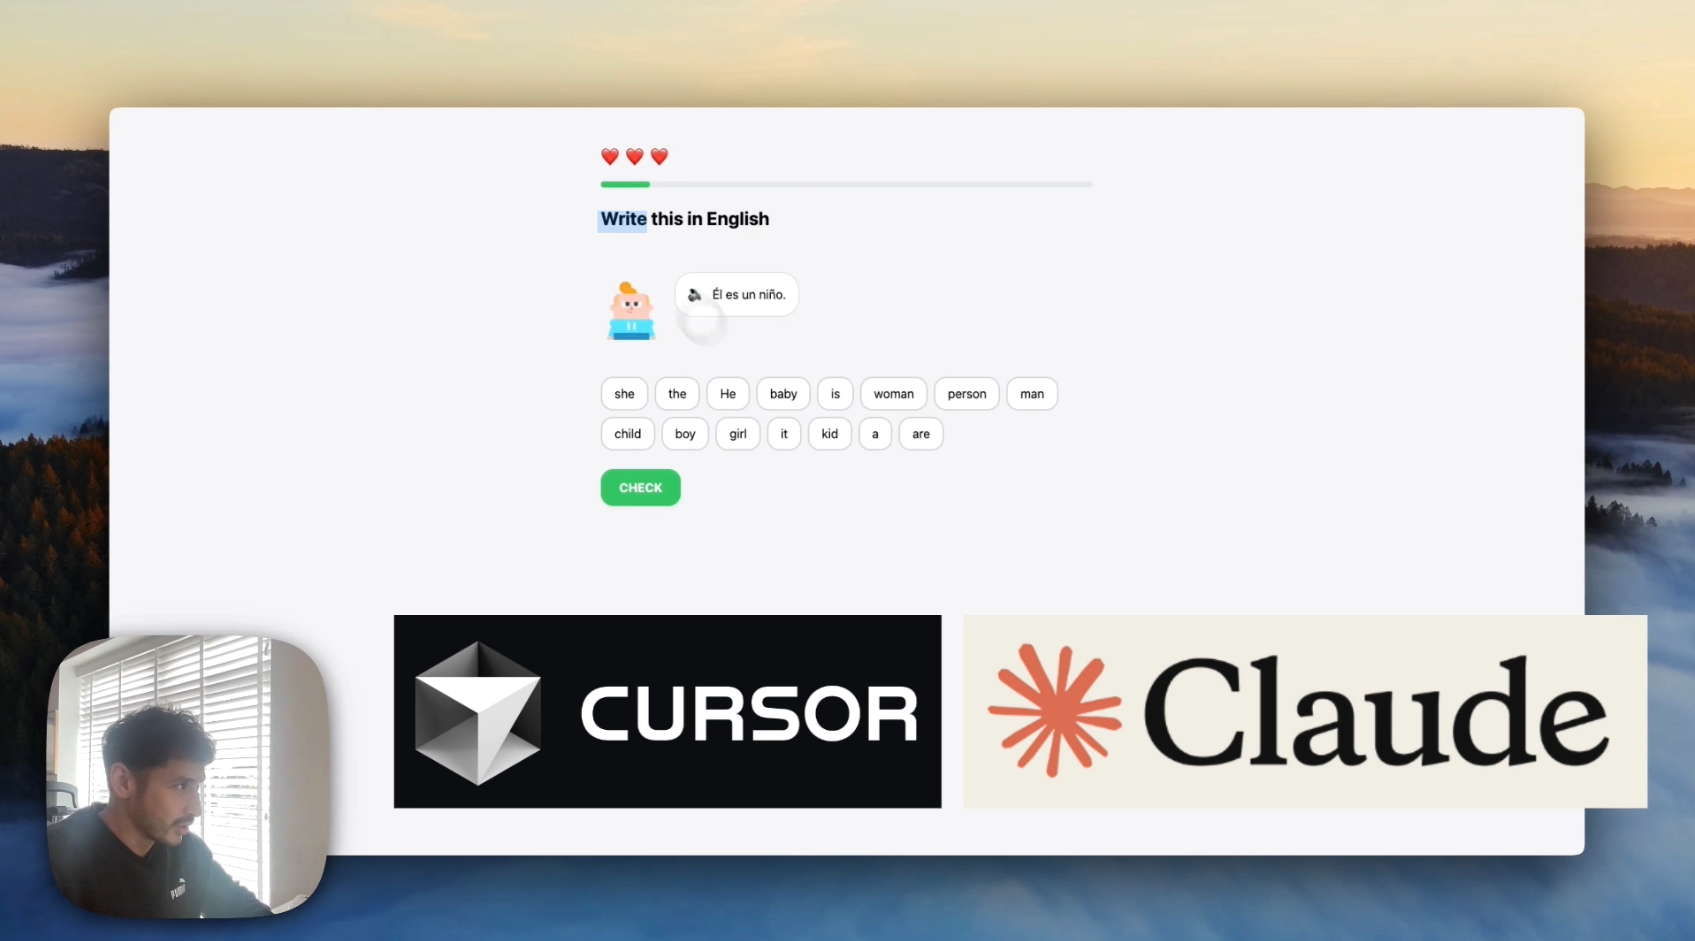 Write this in English
Él es un niño.
she the He baby is woman person man
child boy girl it kid a are
CHECK
CURSOR
Claude
PUMA